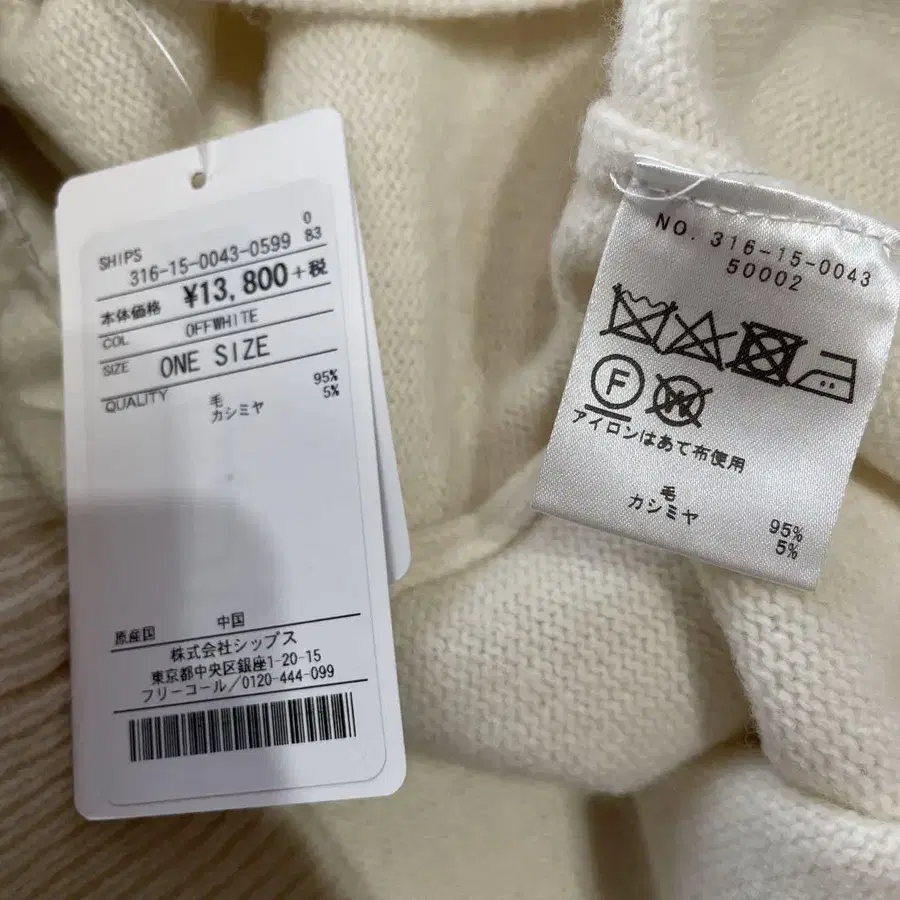 SHIPS
0
316-15-0043-0599 83
本体価格 ¥13,800+税
COL OFFWHITE
SIZE ONE SIZE
QUALITY 毛 95%
カシミヤ 5%
原産国 中国
株式会社シップス
東京都中央区銀座1-20-15
フリーコール/0120-444-099
NO. 316-15-0043
50002
F
W
アイロンはあて布使用
毛 95%
カシミヤ 5%